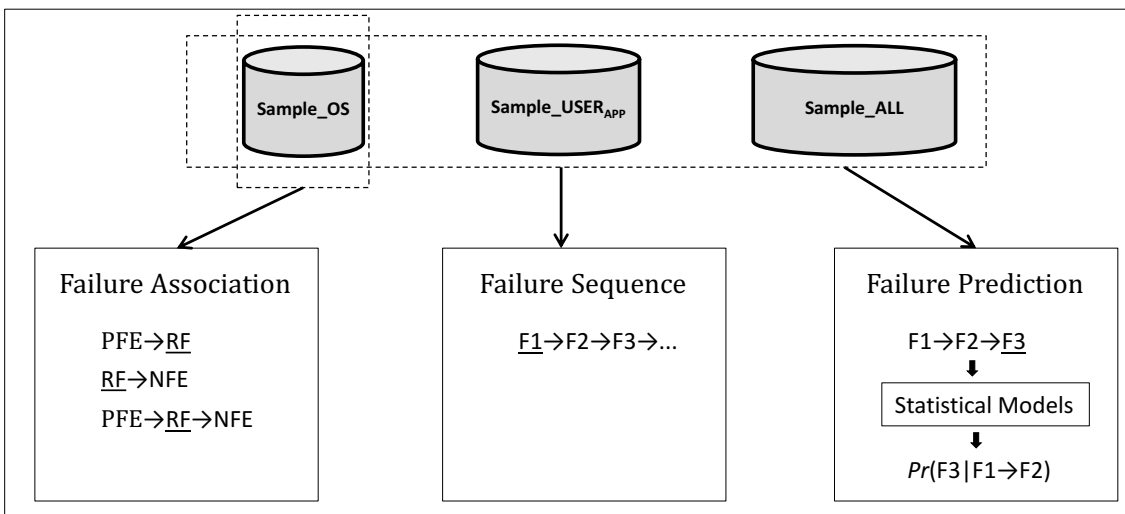 Sample_OS
Sample_USER_APP
Sample_ALL
Failure Association
PFE→RF
RF→NFE
PFE→RF→NFE
Failure Sequence
F1→F2→F3→...
Failure Prediction
F1→F2→F3
Statistical Models
Pr(F3|F1→F2)